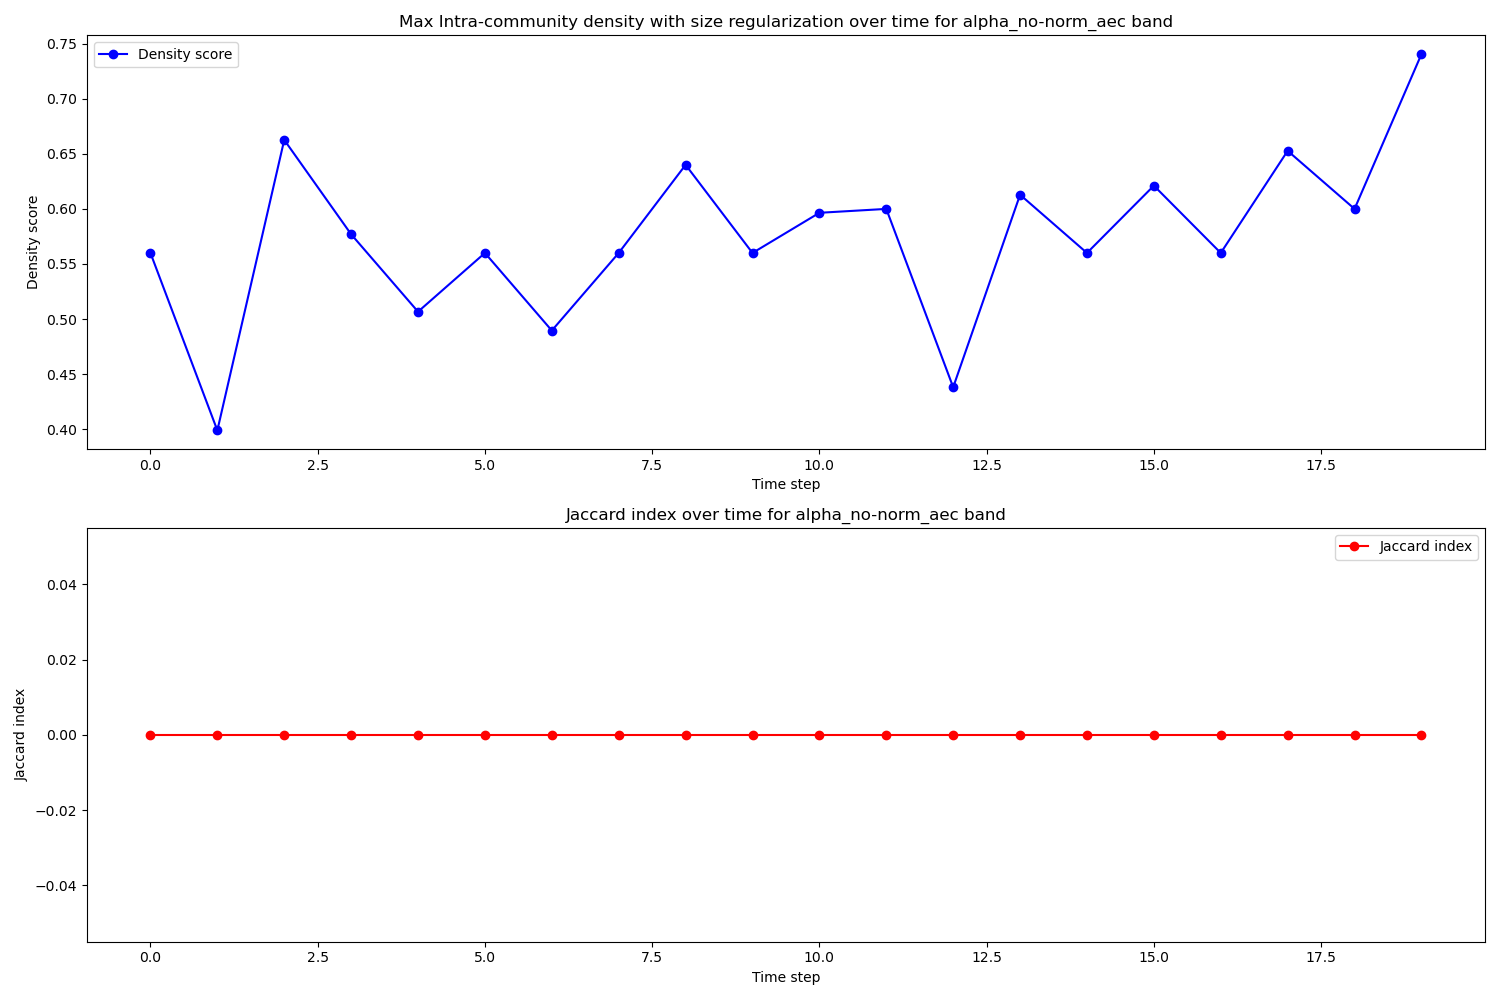 Max Intra-community density with size regularization over time for alpha_no-norm_aec band
Density score
0.75
0.70
0.65
0.60
0.55
0.50
0.45
0.40
Density score
0.0 2.5 5.0 7.5 10.0 12.5 15.0 17.5
Time step
Jaccard index over time for alpha_no-norm_aec band
Jaccard index
0.04
0.02
0.00
−0.02
−0.04
Jaccard index
0.0 2.5 5.0 7.5 10.0 12.5 15.0 17.5
Time step